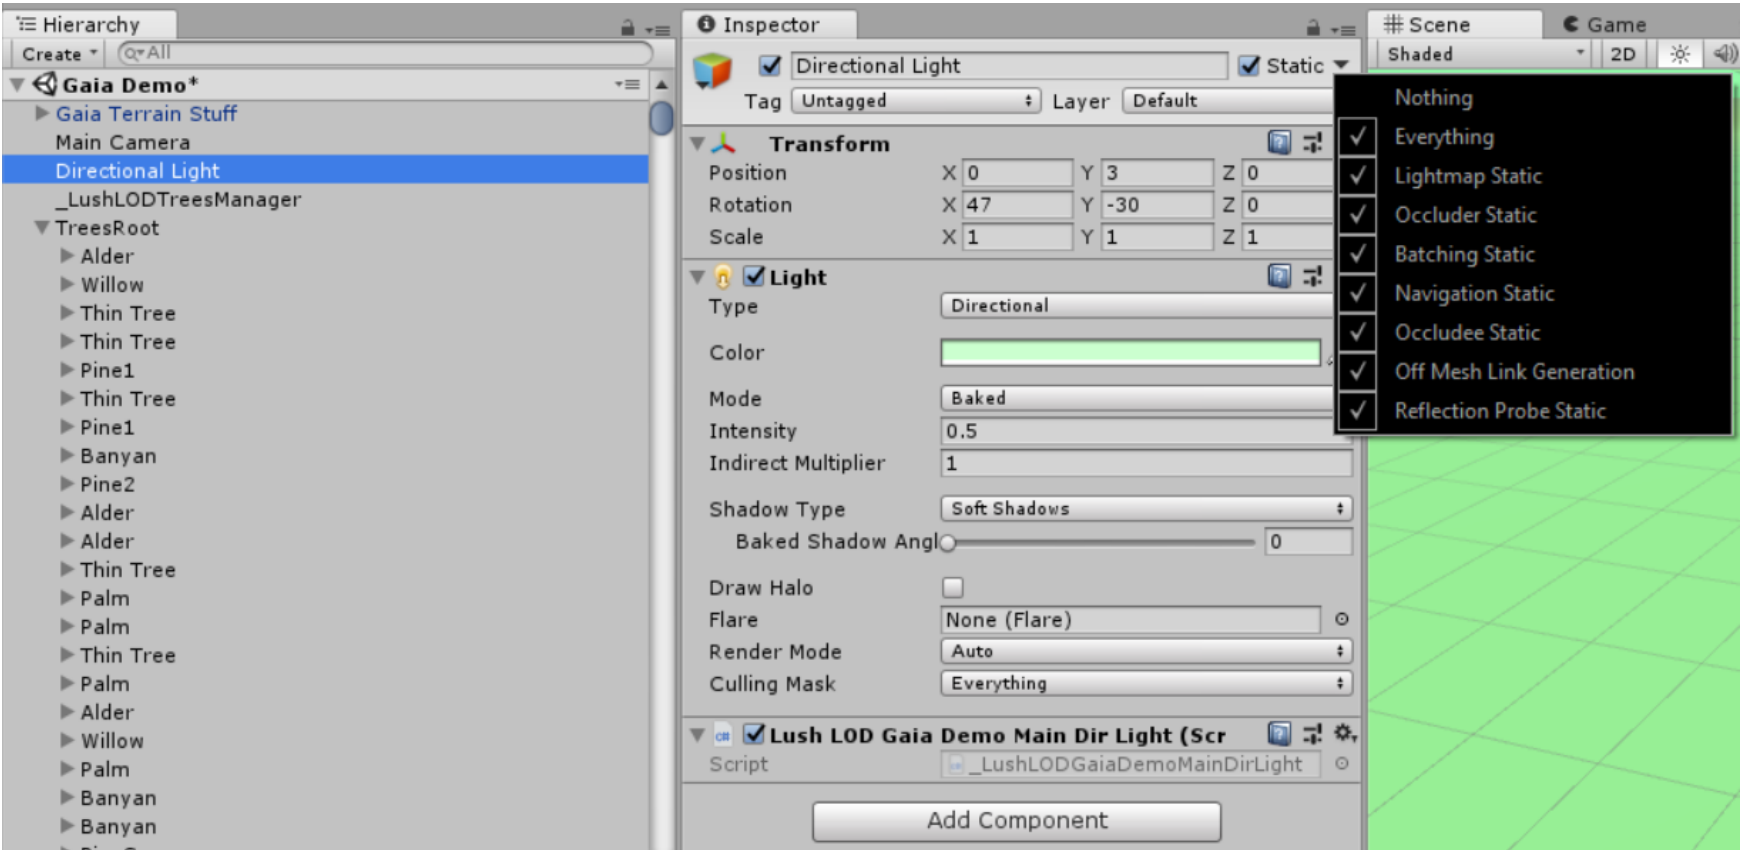 Hierarchy
Create
All
Gaia Demo*
Gaia Terrain Stuff
Main Camera
Directional Light
_LushLODTreesManager
TreesRoot
Alder
Willow
Thin Tree
Thin Tree
Pine1
Thin Tree
Pine1
Banyan
Pine2
Alder
Alder
Thin Tree
Palm
Palm
Thin Tree
Palm
Alder
Willow
Palm
Banyan
Banyan
Inspector
Directional Light
Static
Tag Untagged Layer Default
Transform
Position X 0 Y 3 Z 0
Rotation X 47 Y -30 Z 0
Scale X 1 Y 1 Z 1
Light
Type Directional
Color
Mode Baked
Intensity 0.5
Indirect Multiplier 1
Shadow Type Soft Shadows
Baked Shadow Angl 0
Draw Halo
Flare None (Flare)
Render Mode Auto
Culling Mask Everything
Lush LOD Gaia Demo Main Dir Light (Scr
Script _LushLODGaiaDemoMainDirLight
Add Component
Scene Game
Shaded 2D
Nothing
Everything
Lightmap Static
Occluder Static
Batching Static
Navigation Static
Occludee Static
Off Mesh Link Generation
Reflection Probe Static